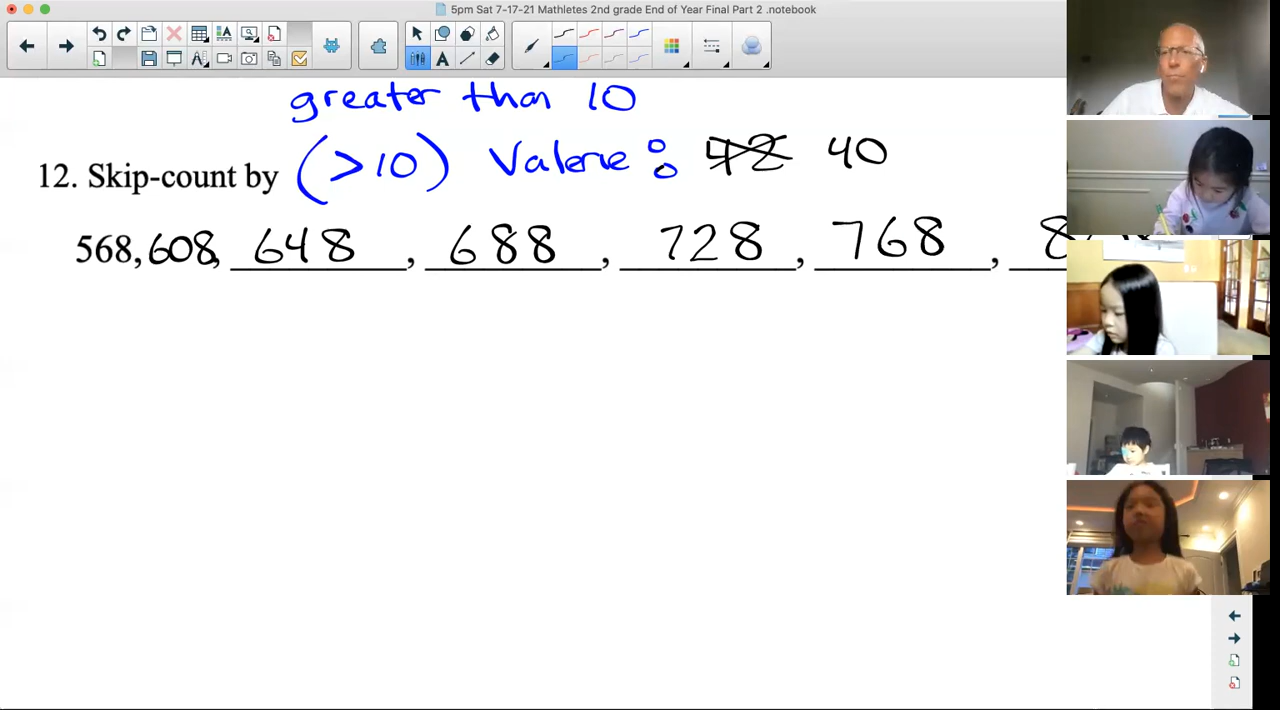 5pm Sat 7-17-21 Mathletes 2nd grade End of Year Final Part 2 .notebook
greater than 10
12. Skip-count by (>10) Valerie: 42 40
568, 608, 648, 688, 728, 768,